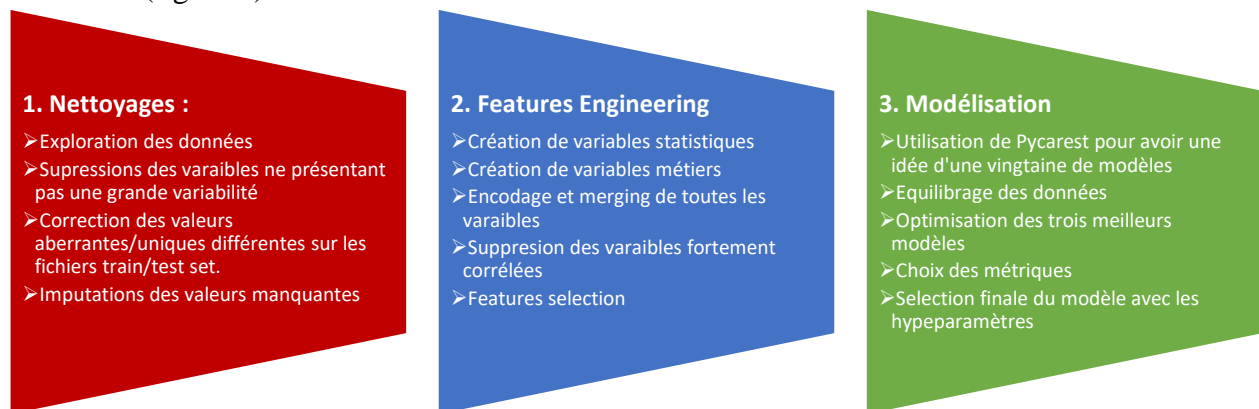 1. Nettoyages :
➢Exploration des données
➢Supressions des varaibles ne présentant
pas une grande variabilité
➢Correction des valeurs
aberrantes/uniques différentes sur les
fichiers train/test set.
➢Imputations des valeurs manquantes
2. Features Engineering
➢Création de variables statistiques
➢Création de variables métiers
➢Encodage et merging de toutes les
varaibles
➢Suppresion des varaibles fortement
corrélées
➢Features selection
3. Modélisation
➢Utilisation de Pycarest pour avoir une
idée d'une vingtaine de modèles
➢Equilibrage des données
➢Optimisation des trois meilleurs
modèles
➢Choix des métriques
➢Selection finale du modèle avec les
hypeparamètres